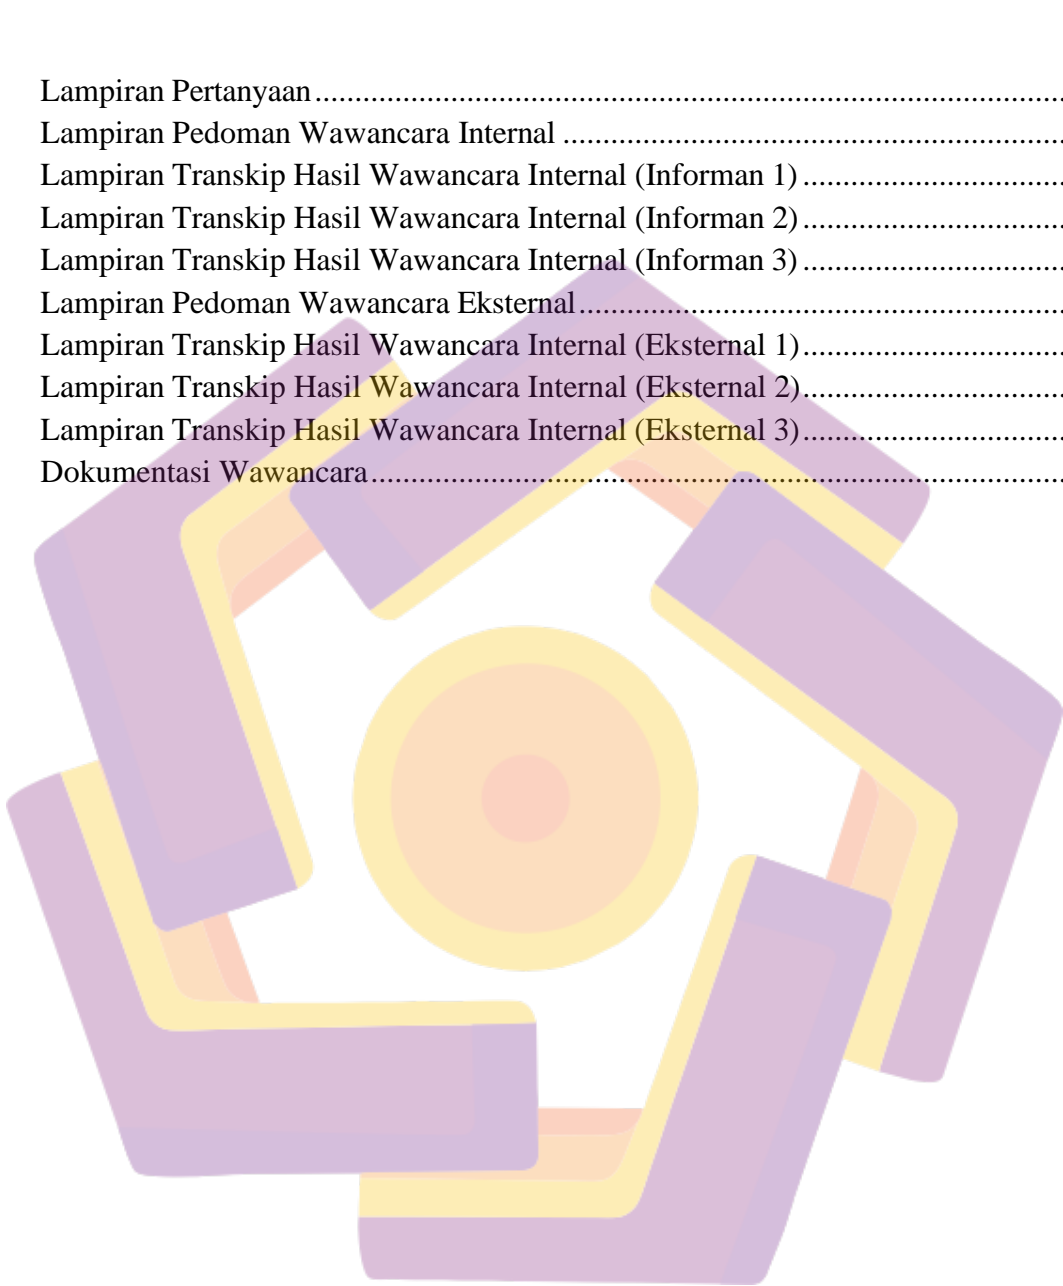 Lampiran Pertanyaan ....................................................................................................
Lampiran Pedoman Wawancara Internal ..................................................................
Lampiran Transkip Hasil Wawancara Internal (Informan 1) ...................................
Lampiran Transkip Hasil Wawancara Internal (Informan 2) ...................................
Lampiran Transkip Hasil Wawancara Internal (Informan 3) ...................................
Lampiran Pedoman Wawancara Eksternal ................................................................
Lampiran Transkip Hasil Wawancara Internal (Eksternal 1) ...................................
Lampiran Transkip Hasil Wawancara Internal (Eksternal 2) ...................................
Lampiran Transkip Hasil Wawancara Internal (Eksternal 3) ...................................
Dokumentasi Wawancara ............................................................................................